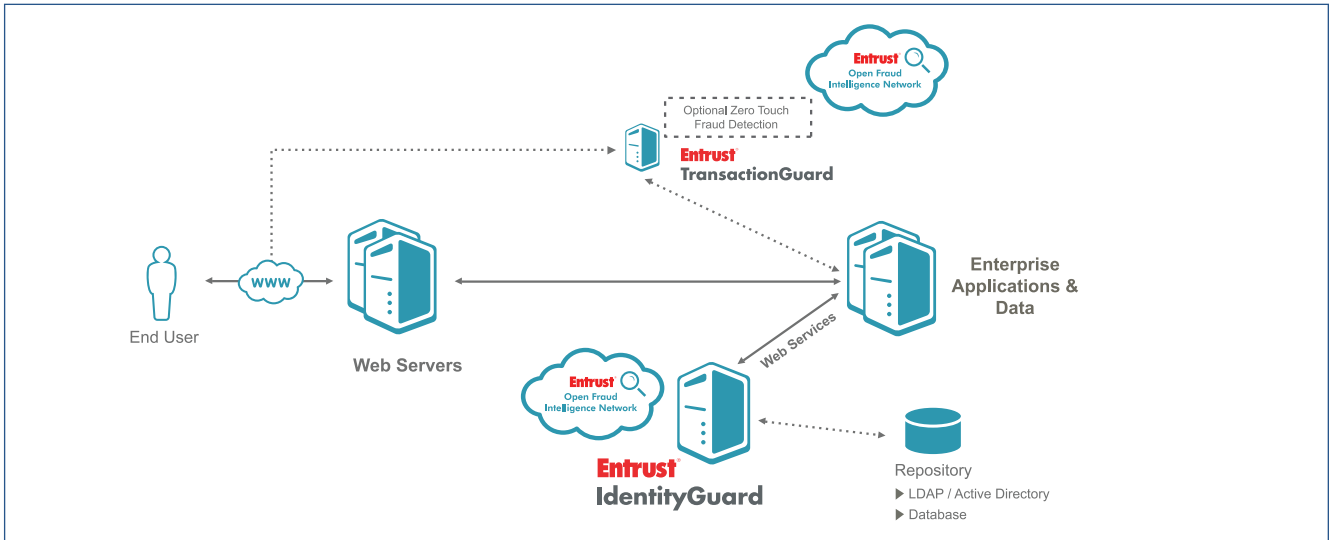 Entrust®
Open Fraud
Intelligence Network
Optional Zero Touch
Fraud Detection
Entrust®
TransactionGuard
www
End User
Web Servers
Enterprise
Applications &
Data
Web Services
Entrust®
Open Fraud
Intelligence Network
Entrust®
IdentityGuard
Repository
▶ LDAP / Active Directory
▶ Database